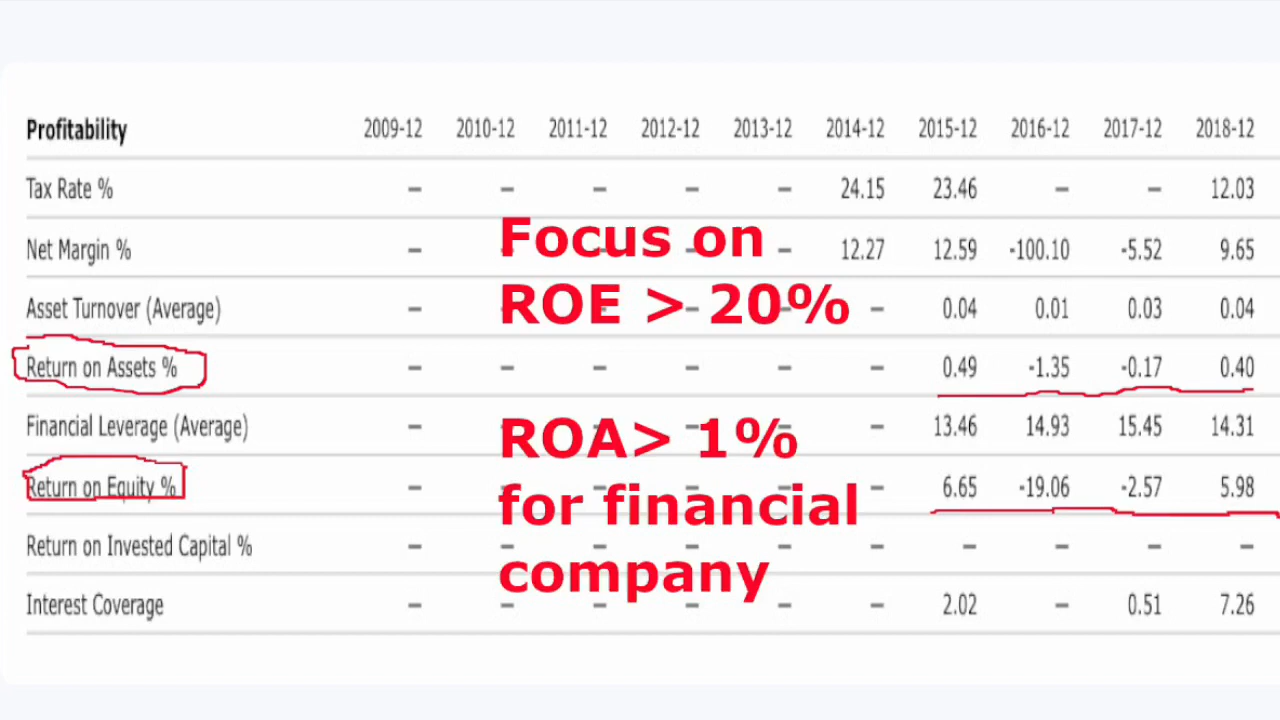 Profitability 2009-12 2010-12 2011-12 2012-12 2013-12 2014-12 2015-12 2016-12 2017-12 2018-12
Tax Rate % – – – – – 24.15 23.46 – – 12.03
Net Margin % – – – – – 12.27 12.59 -100.10 -5.52 9.65
Focus on
Asset Turnover (Average) – – – – – – 0.04 0.01 0.03 0.04
ROE > 20%
Return on Assets % – – – – – – 0.49 -1.35 -0.17 0.40
Financial Leverage (Average) – – – – – – 13.46 14.93 15.45 14.31
ROA> 1%
Return on Equity % – – – – – – 6.65 -19.06 -2.57 5.98
for financial
Return on Invested Capital % – – – – – – – – – –
company
Interest Coverage – – – – – – 2.02 – 0.51 7.26